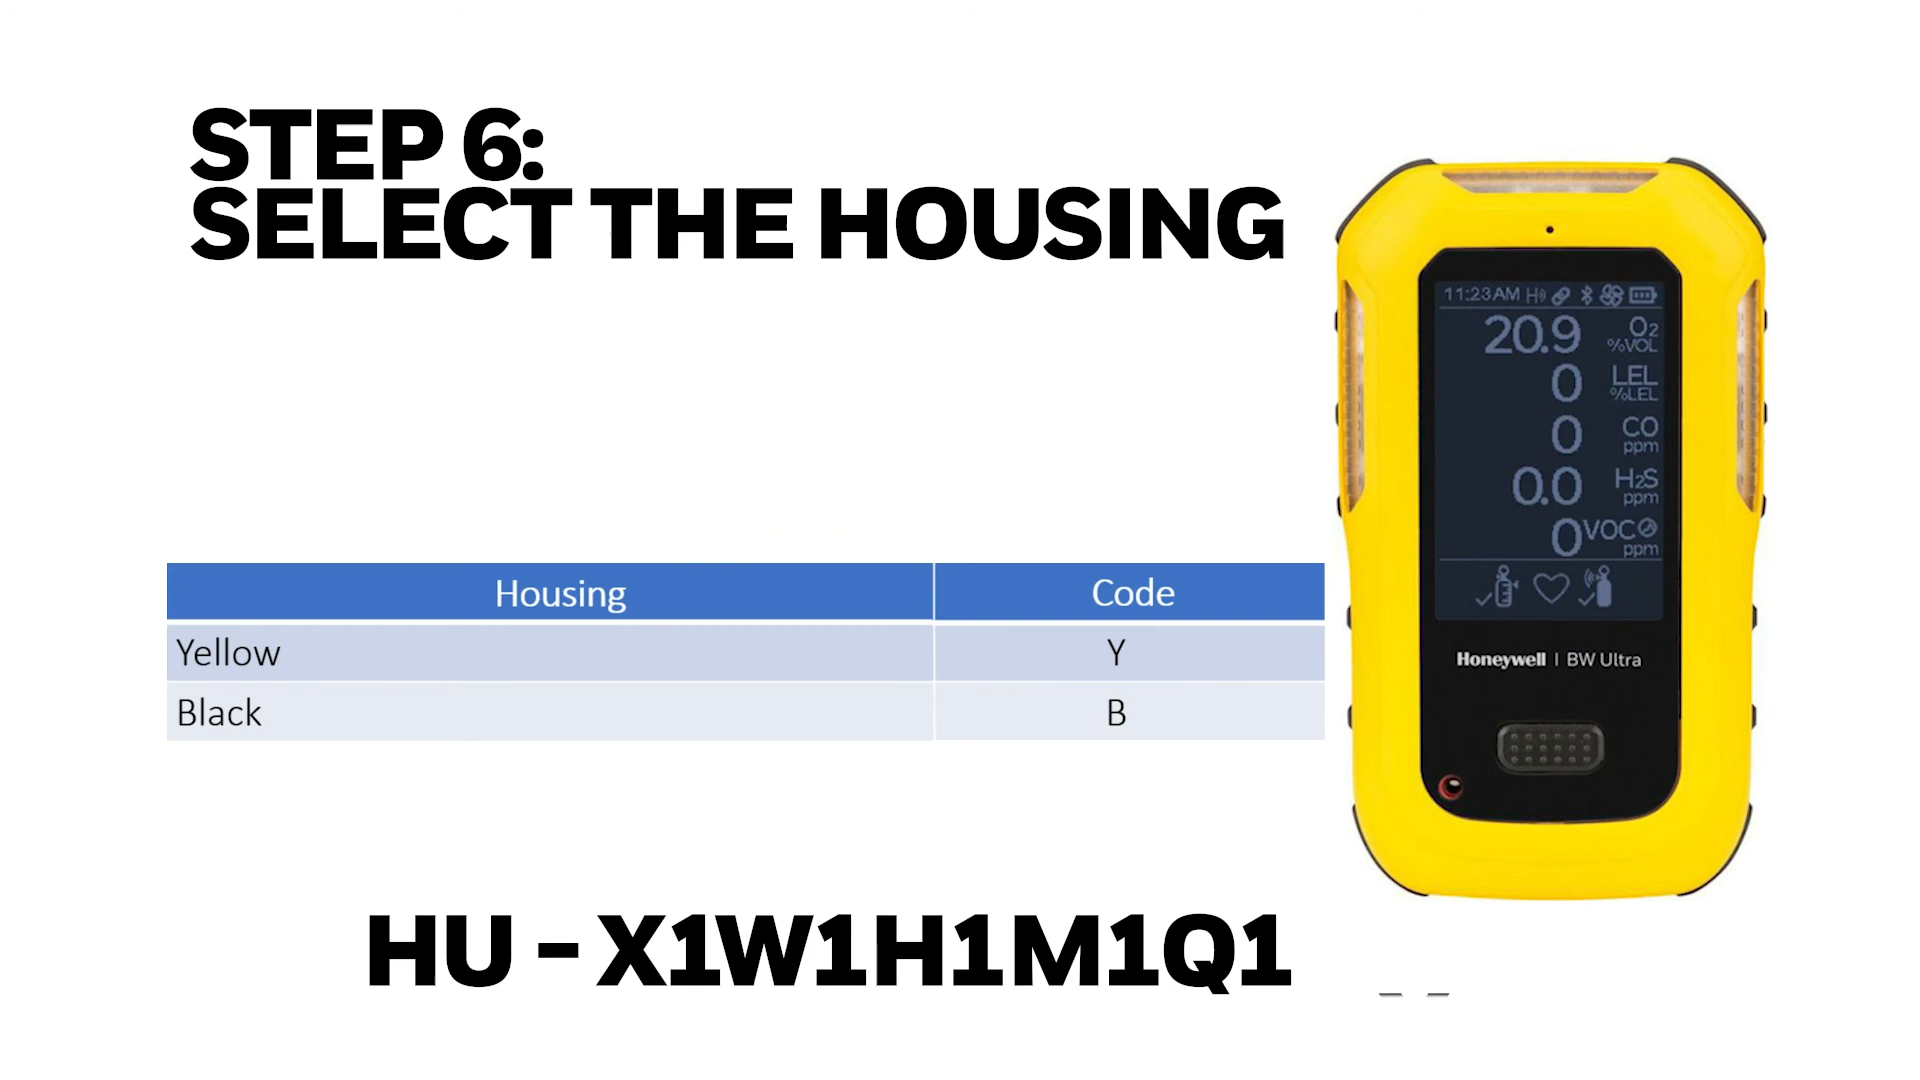 STEP 6:
SELECT THE HOUSING
Housing Code
Yellow Y
Black B
HU - X1W1H1M1Q1
11:23AM
20.9 O2 %VOL
0 LEL %LEL
0 CO ppm
0.0 H2S ppm
0 VOC ppm
Honeywell | BW Ultra